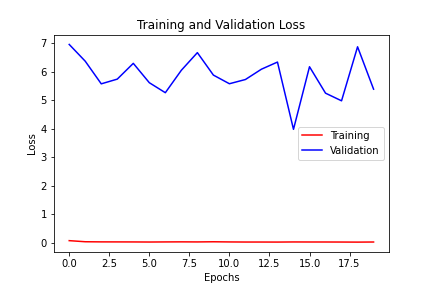 Training and Validation Loss
7
6
5
4
3
2
1
0
Loss
Training
Validation
0.0 2.5 5.0 7.5 10.0 12.5 15.0 17.5
Epochs